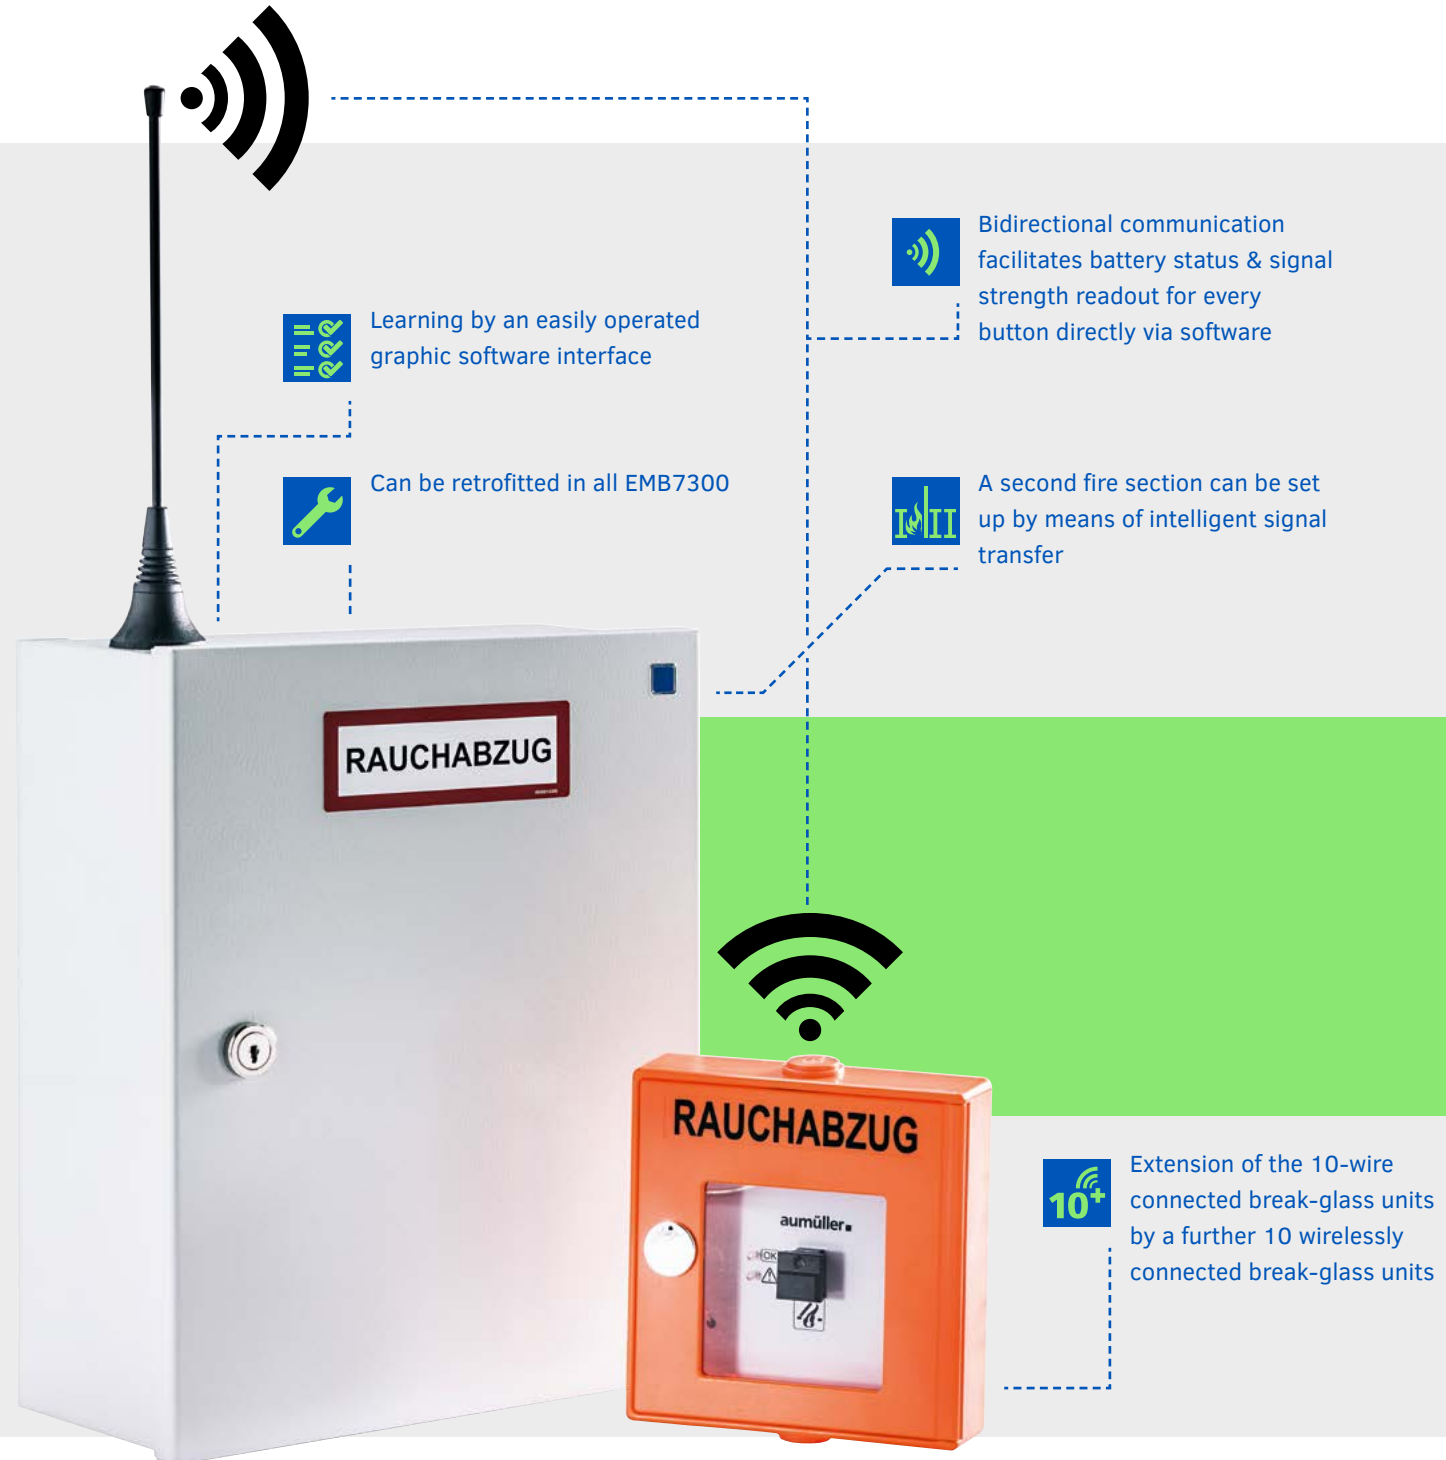 Bidirectional communication
facilitates battery status & signal
strength readout for every
button directly via software
Learning by an easily operated
graphic software interface
Can be retrofitted in all EMB7300
A second fire section can be set
up by means of intelligent signal
transfer
I II
RAUCHABZUG
RAUCHABZUG
aumüller
OK
10+
Extension of the 10-wire
connected break-glass units
by a further 10 wirelessly
connected break-glass units